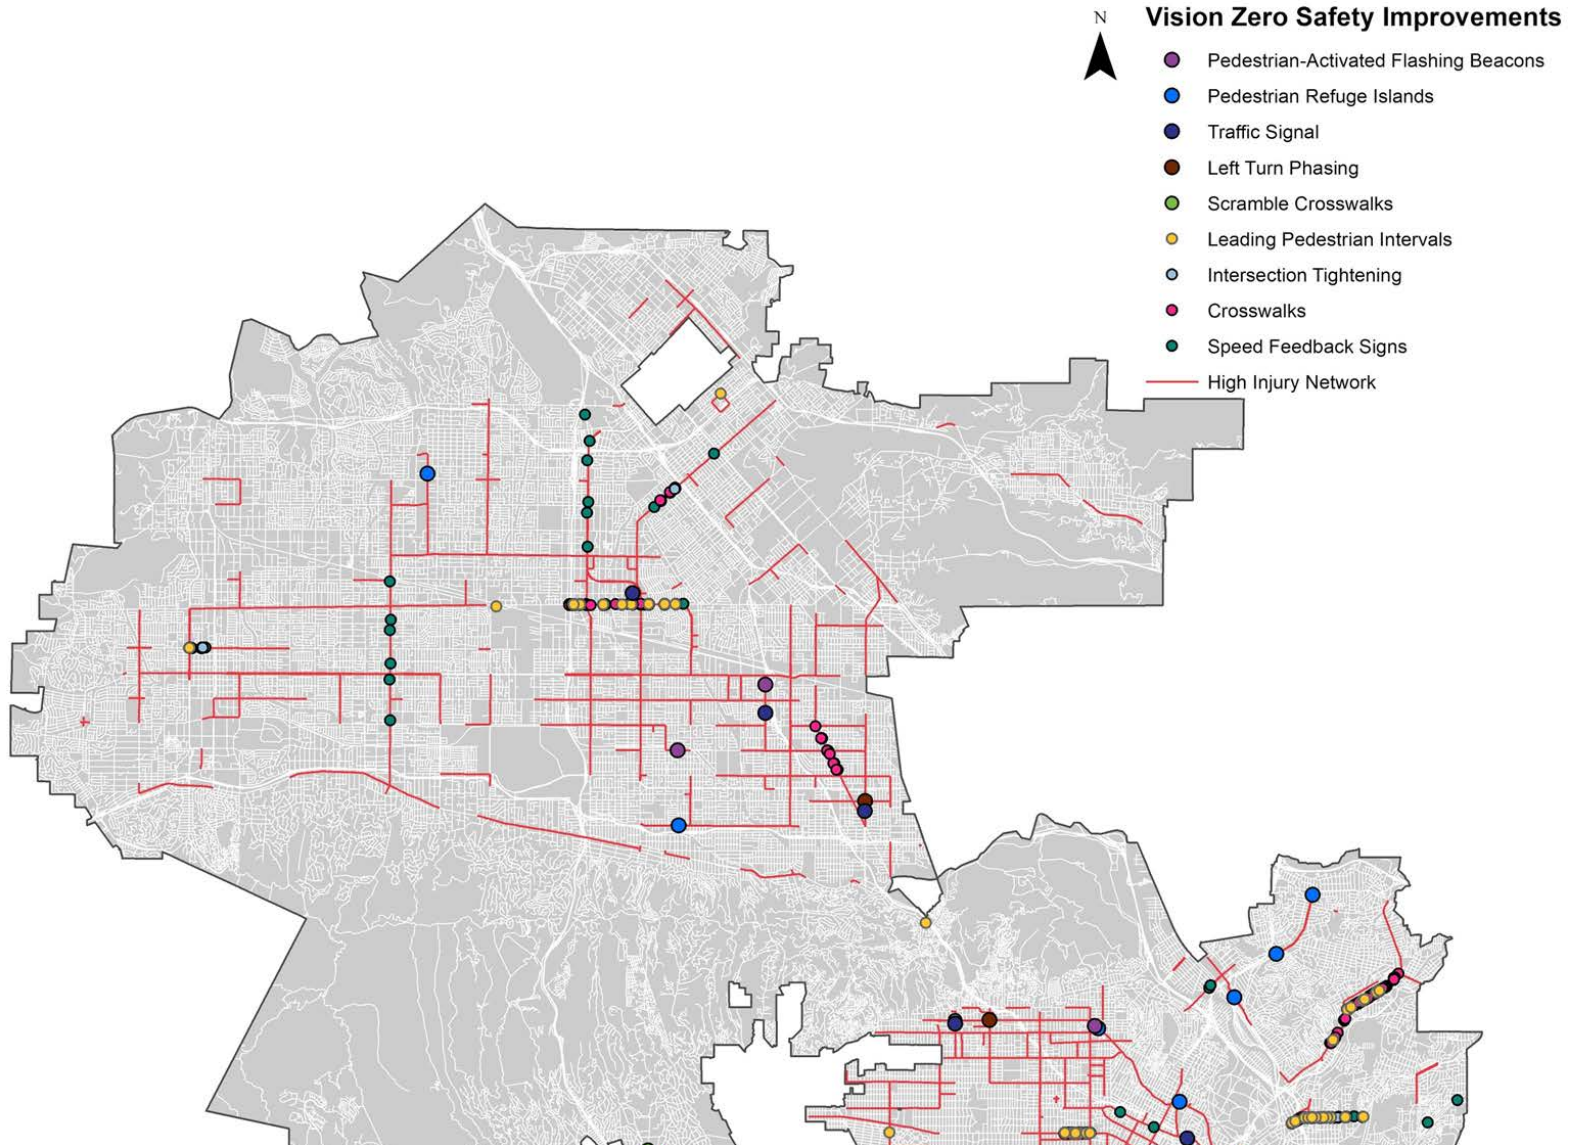 N
Vision Zero Safety Improvements
Pedestrian-Activated Flashing Beacons
Pedestrian Refuge Islands
Traffic Signal
Left Turn Phasing
Scramble Crosswalks
Leading Pedestrian Intervals
Intersection Tightening
Crosswalks
Speed Feedback Signs
High Injury Network